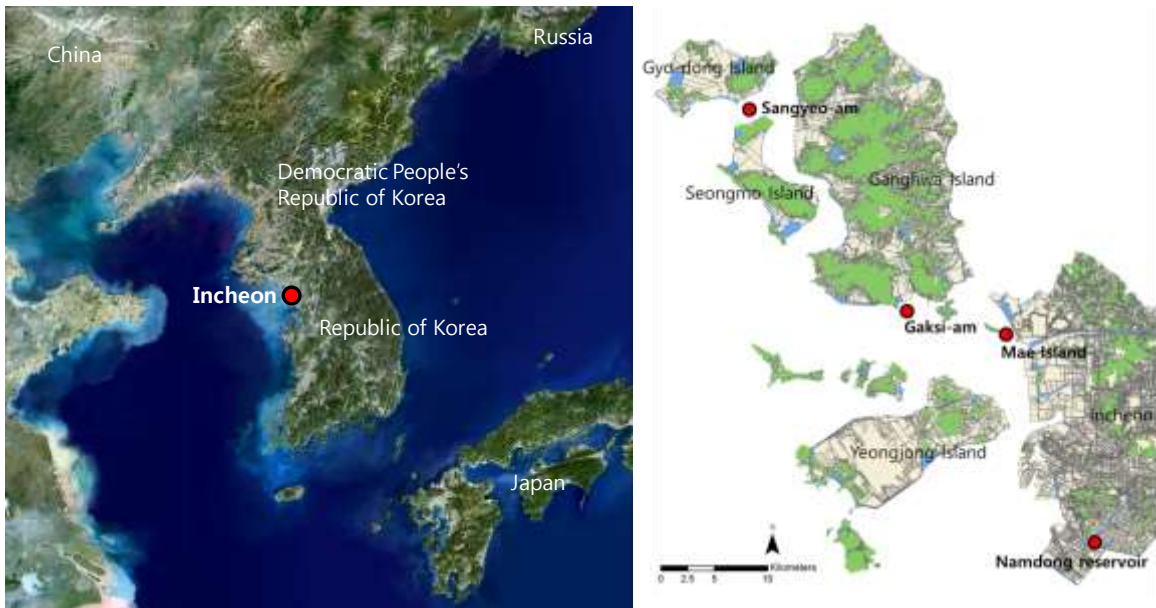 China
Russia
Democratic People's
Republic of Korea
Incheon
Republic of Korea
Japan
Gyo-dong Island
Sangyeo-am
Seongmo Island
Ganghwa Island
Gaksi-am
Mae Island
Incheon
Yeongjong Island
Namdong reservoir
N
Kilometers
0 2.5 5 10